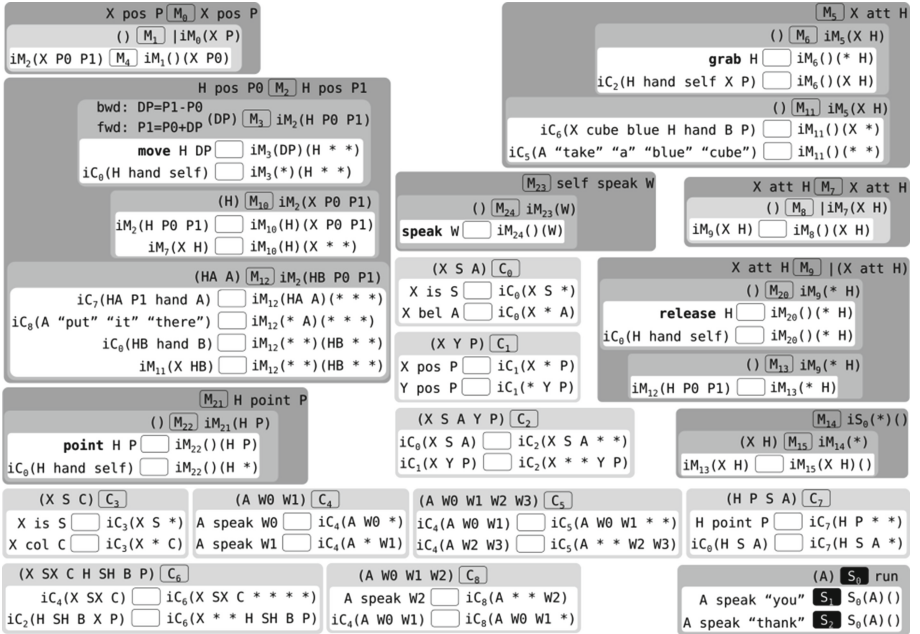 X pos P M0 X pos P
() M1 |iM0(X P)
iM2(X P0 P1) M4 iM1()(X P0)
H pos P0 M2 H pos P1
bwd: DP=P1-P0
fwd: P1=P0+DP
(DP) M3 iM2(H P0 P1)
move H DP iM3(DP)(H * *)
iC0(H hand self) iM3(*)(H * *)
(H) M10 iM2(X P0 P1)
iM2(H P0 P1) iM10(H)(X P0 P1)
iM7(X H) iM10(H)(X * *)
(HA A) M12 iM2(HB P0 P1)
iC7(HA P1 hand A) iM12(HA A)(* * *)
iC8(A “put” “it” “there”) iM12(* A)(* * *)
iC0(HB hand B) iM12(* *)(HB * *)
iM11(X HB) iM12(* *)(HB * *)
M21 H point P
() M22 iM21(H P)
point H P iM22()(H P)
iC0(H hand self) iM22()(H *)
M5 X att H
() M6 iM5(X H)
grab H iM6()(* H)
iC2(H hand self X P) iM6()(X H)
() M11 iM5(X H)
iC6(X cube blue H hand B P) iM11()(X *)
iC5(A “take” “a” “blue” “cube”) iM11()(* *)
M23 self speak W
() M24 iM23(W)
speak W iM24()(W)
X att H M7 X att H
() M8 |iM7(X H)
iM9(X H) iM8()(X H)
(X S A) C0
X is S iC0(X S *)
X bel A iC0(X * A)
(X Y P) C1
X pos P iC1(X * P)
Y pos P iC1(* Y P)
X att H M9 |(X att H)
() M20 iM9(* H)
release H iM20()(* H)
iC0(H hand self) iM20()(* H)
() M13 iM9(* H)
iM12(H P0 P1) iM13(* H)
(X S A Y P) C2
iC0(X S A) iC2(X S A * *)
iC1(X Y P) iC2(X * * Y P)
M14 iS0(*)()
(X H) M15 iM14(*)
iM13(X H) iM15(X H)()
(X S C) C3
X is S iC3(X S *)
X col C iC3(X * C)
(A W0 W1) C4
A speak W0 iC4(A W0 *)
A speak W1 iC4(A * W1)
(A W0 W1 W2 W3) C5
iC4(A W0 W1) iC5(A W0 W1 * *)
iC4(A W2 W3) iC5(A * * W2 W3)
(H P S A) C7
H point P iC7(H P * *)
iC0(H S A) iC7(H S A *)
(X SX C H SH B P) C6
iC4(X SX C) iC6(X SX C * * * *)
iC2(H SH B X P) iC6(X * * H SH B P)
(A W0 W1 W2) C8
A speak W2 iC8(A * * W2)
iC4(A W0 W1) iC8(A W0 W1 *)
(A) S0 run
A speak “you” S1 S0(A)()
A speak “thank” S2 S0(A)()